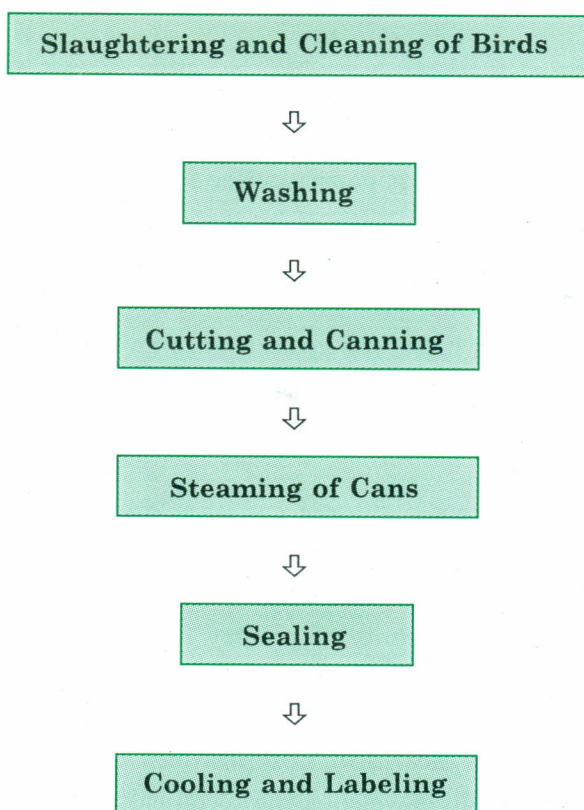 Slaughtering and Cleaning of Birds
Washing
Cutting and Canning
Steaming of Cans
Sealing
Cooling and Labeling